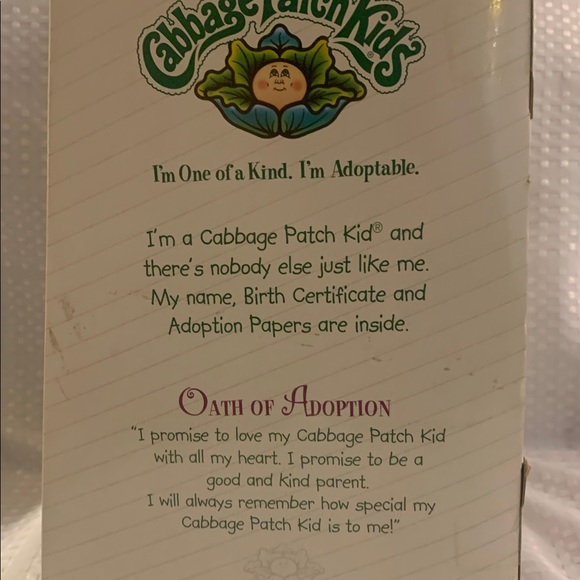 Cabbage Patch Kids®
I'm One of a Kind. I'm Adoptable.
I'm a Cabbage Patch Kid® and
there's nobody else just like me.
My name, Birth Certificate and
Adoption Papers are inside.
OATH OF ADOPTION
"I promise to love my Cabbage Patch Kid
with all my heart. I promise to be a
good and kind parent.
I will always remember how special my
Cabbage Patch Kid is to me!"